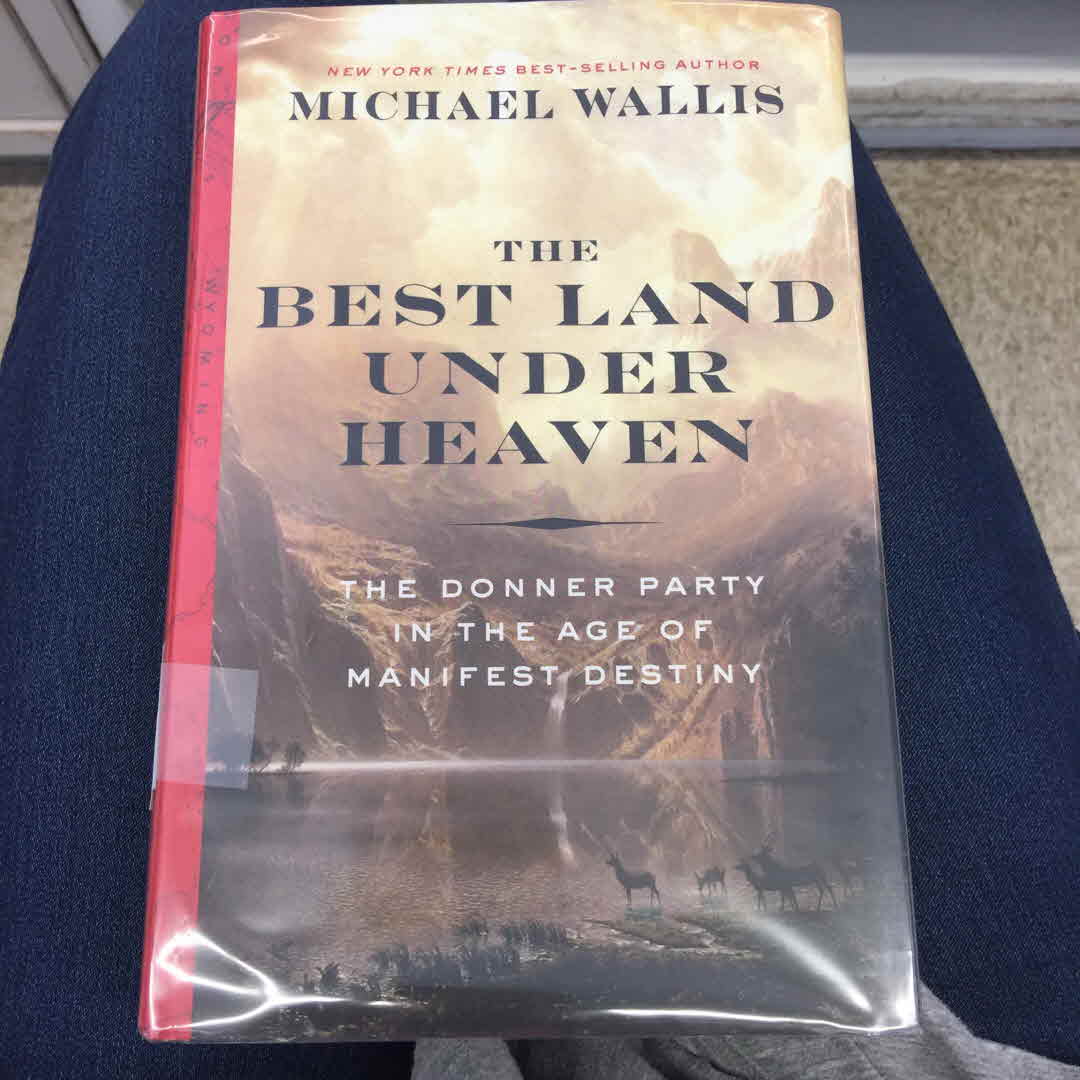 NEW YORK TIMES BEST-SELLING AUTHOR
MICHAEL WALLIS
THE
BEST LAND
UNDER
HEAVEN
THE DONNER PARTY
IN THE AGE OF
MANIFEST DESTINY
WYOMING